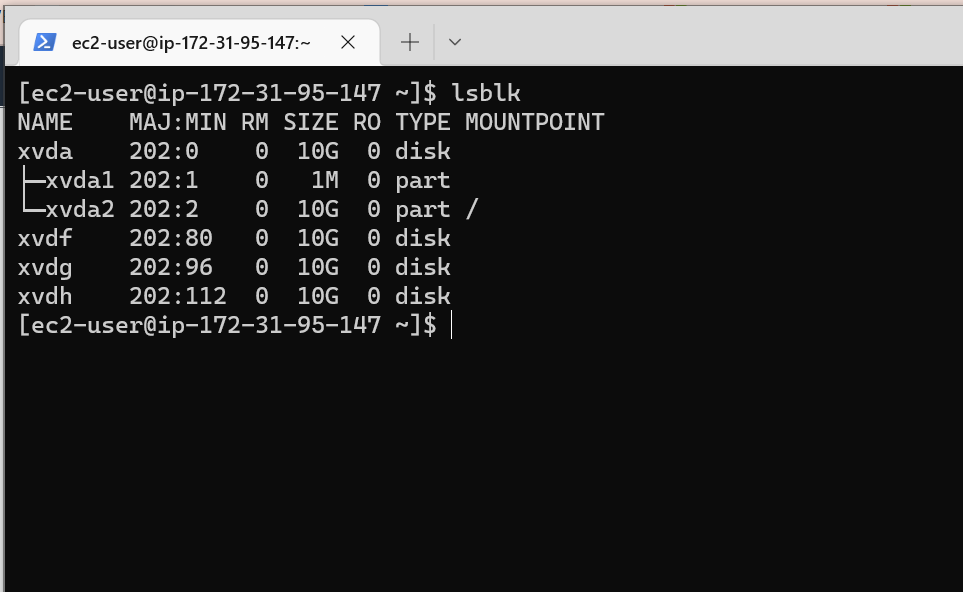 ec2-user@ip-172-31-95-147:~
[ec2-user@ip-172-31-95-147 ~]$ lsblk
NAME    MAJ:MIN RM SIZE RO TYPE MOUNTPOINT
xvda    202:0    0  10G  0 disk
├─xvda1 202:1    0   1M  0 part
└─xvda2 202:2    0  10G  0 part /
xvdf    202:80   0  10G  0 disk
xvdg    202:96   0  10G  0 disk
xvdh    202:112  0  10G  0 disk
[ec2-user@ip-172-31-95-147 ~]$